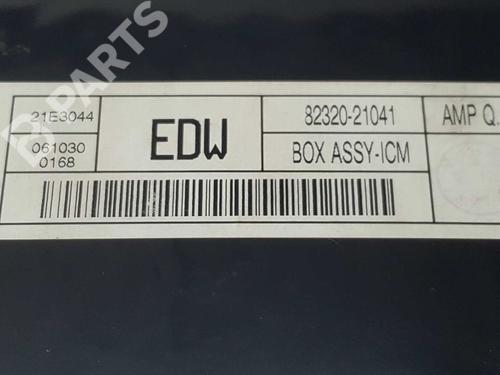 B-PARTS
21E3044
EDW
82320-21041
AMP Q.
061030
0168
BOX ASSY-ICM